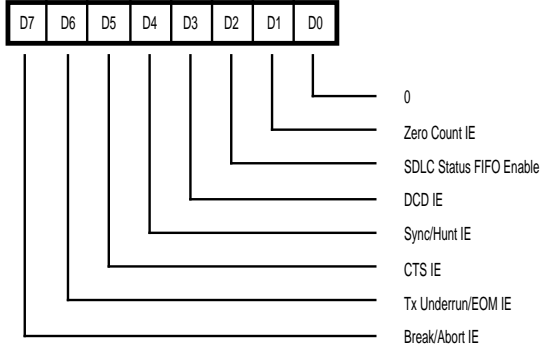 D7 D6 D5 D4 D3 D2 D1 D0
0
Zero Count IE
SDLC Status FIFO Enable
DCD IE
Sync/Hunt IE
CTS IE
Tx Underrun/EOM IE
Break/Abort IE